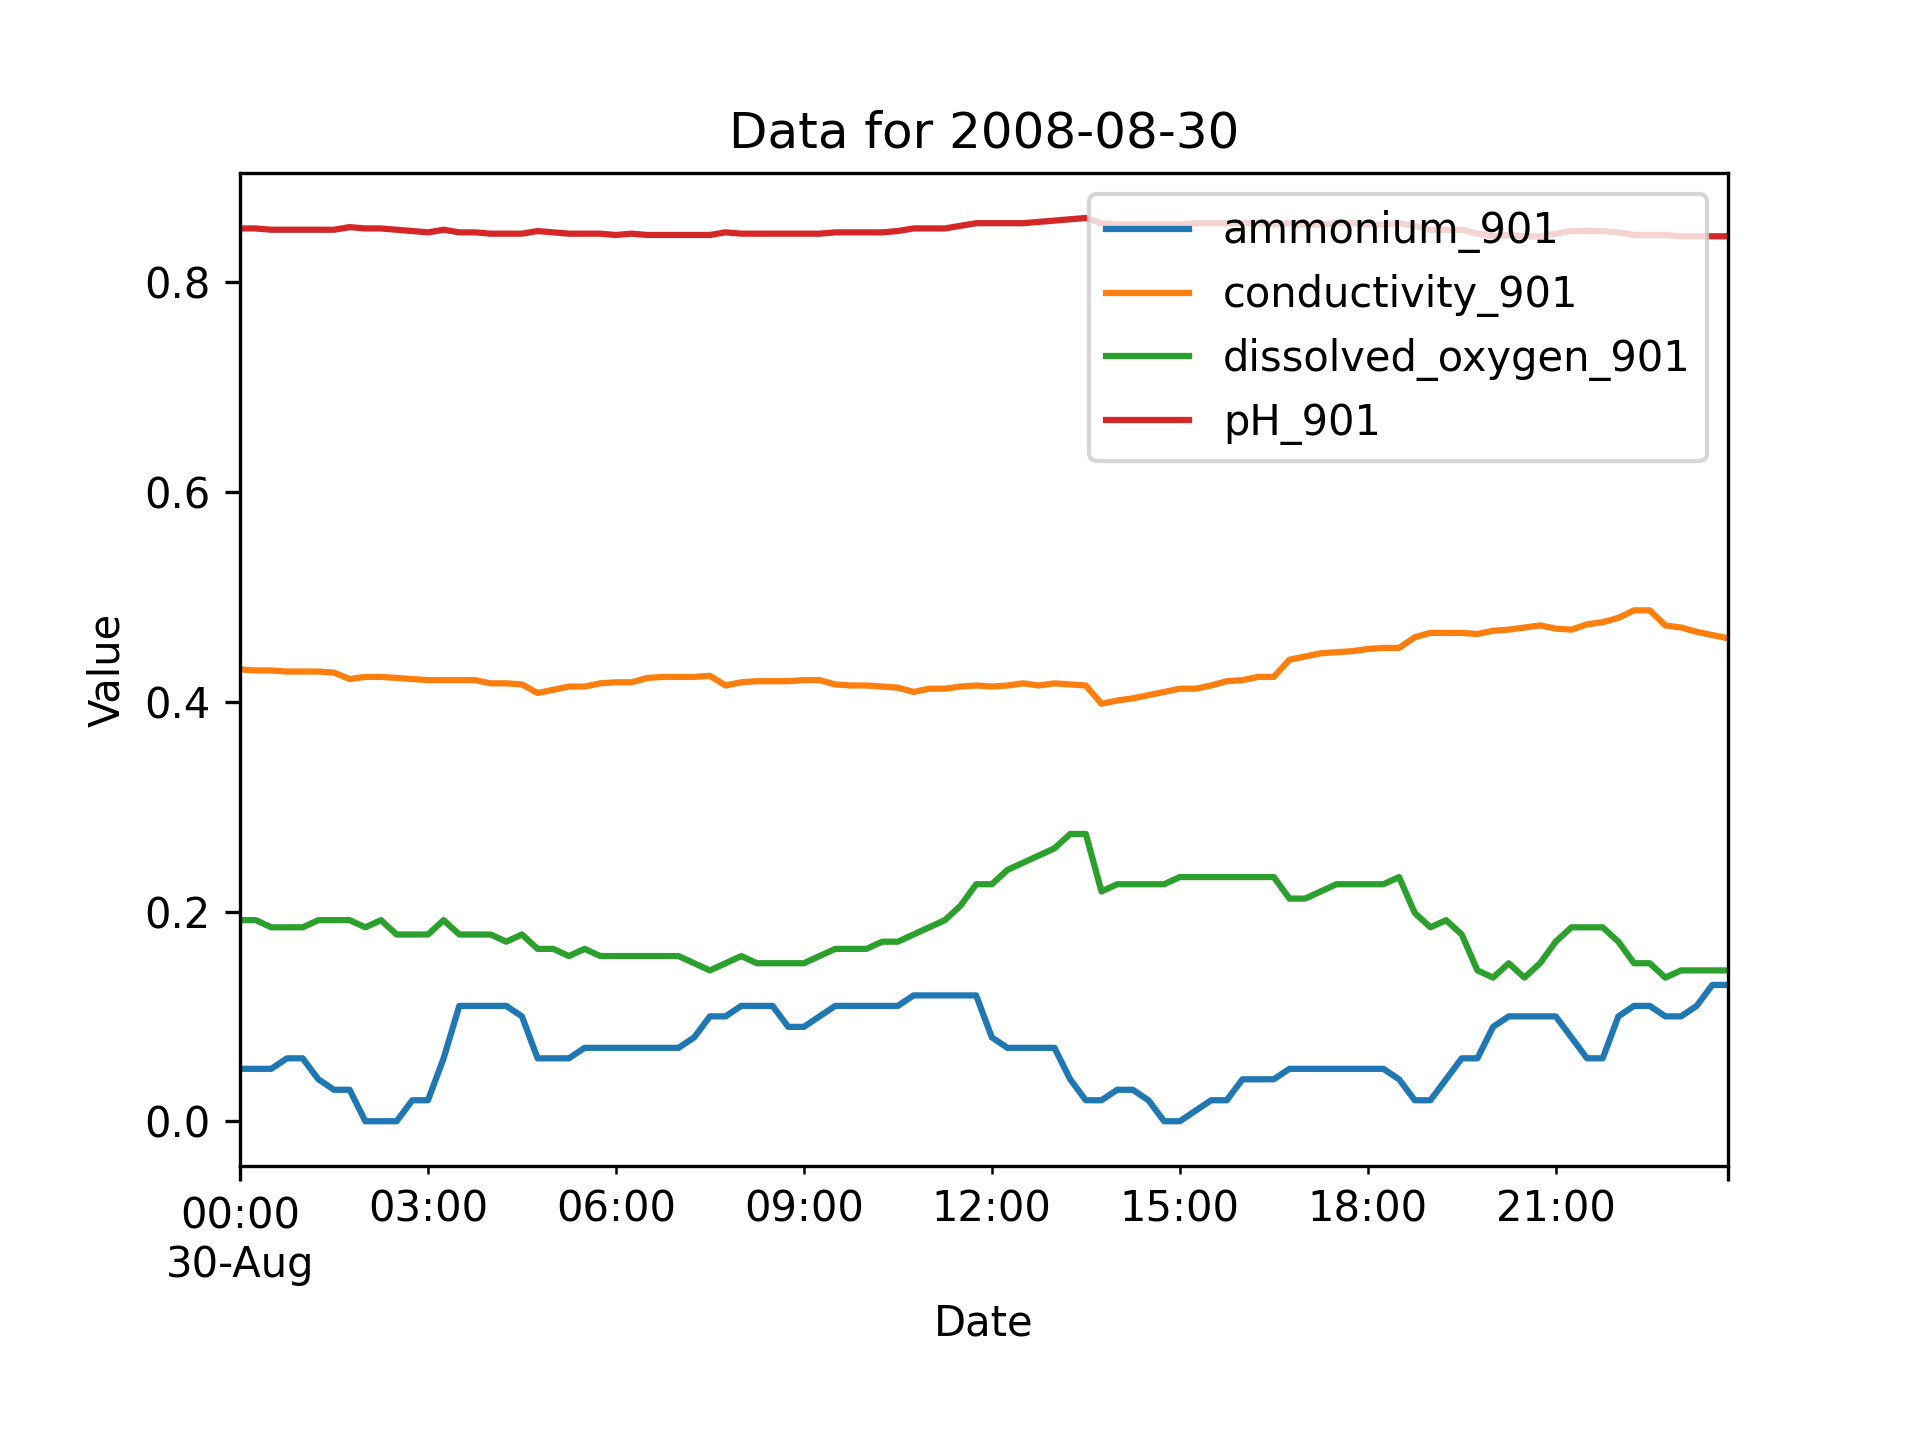 Data for 2008-08-30
ammonium_901
conductivity_901
dissolved_oxygen_901
pH_901
Value
0.8
0.6
0.4
0.2
0.0
00:00 03:00 06:00 09:00 12:00 15:00 18:00 21:00
30-Aug
Date